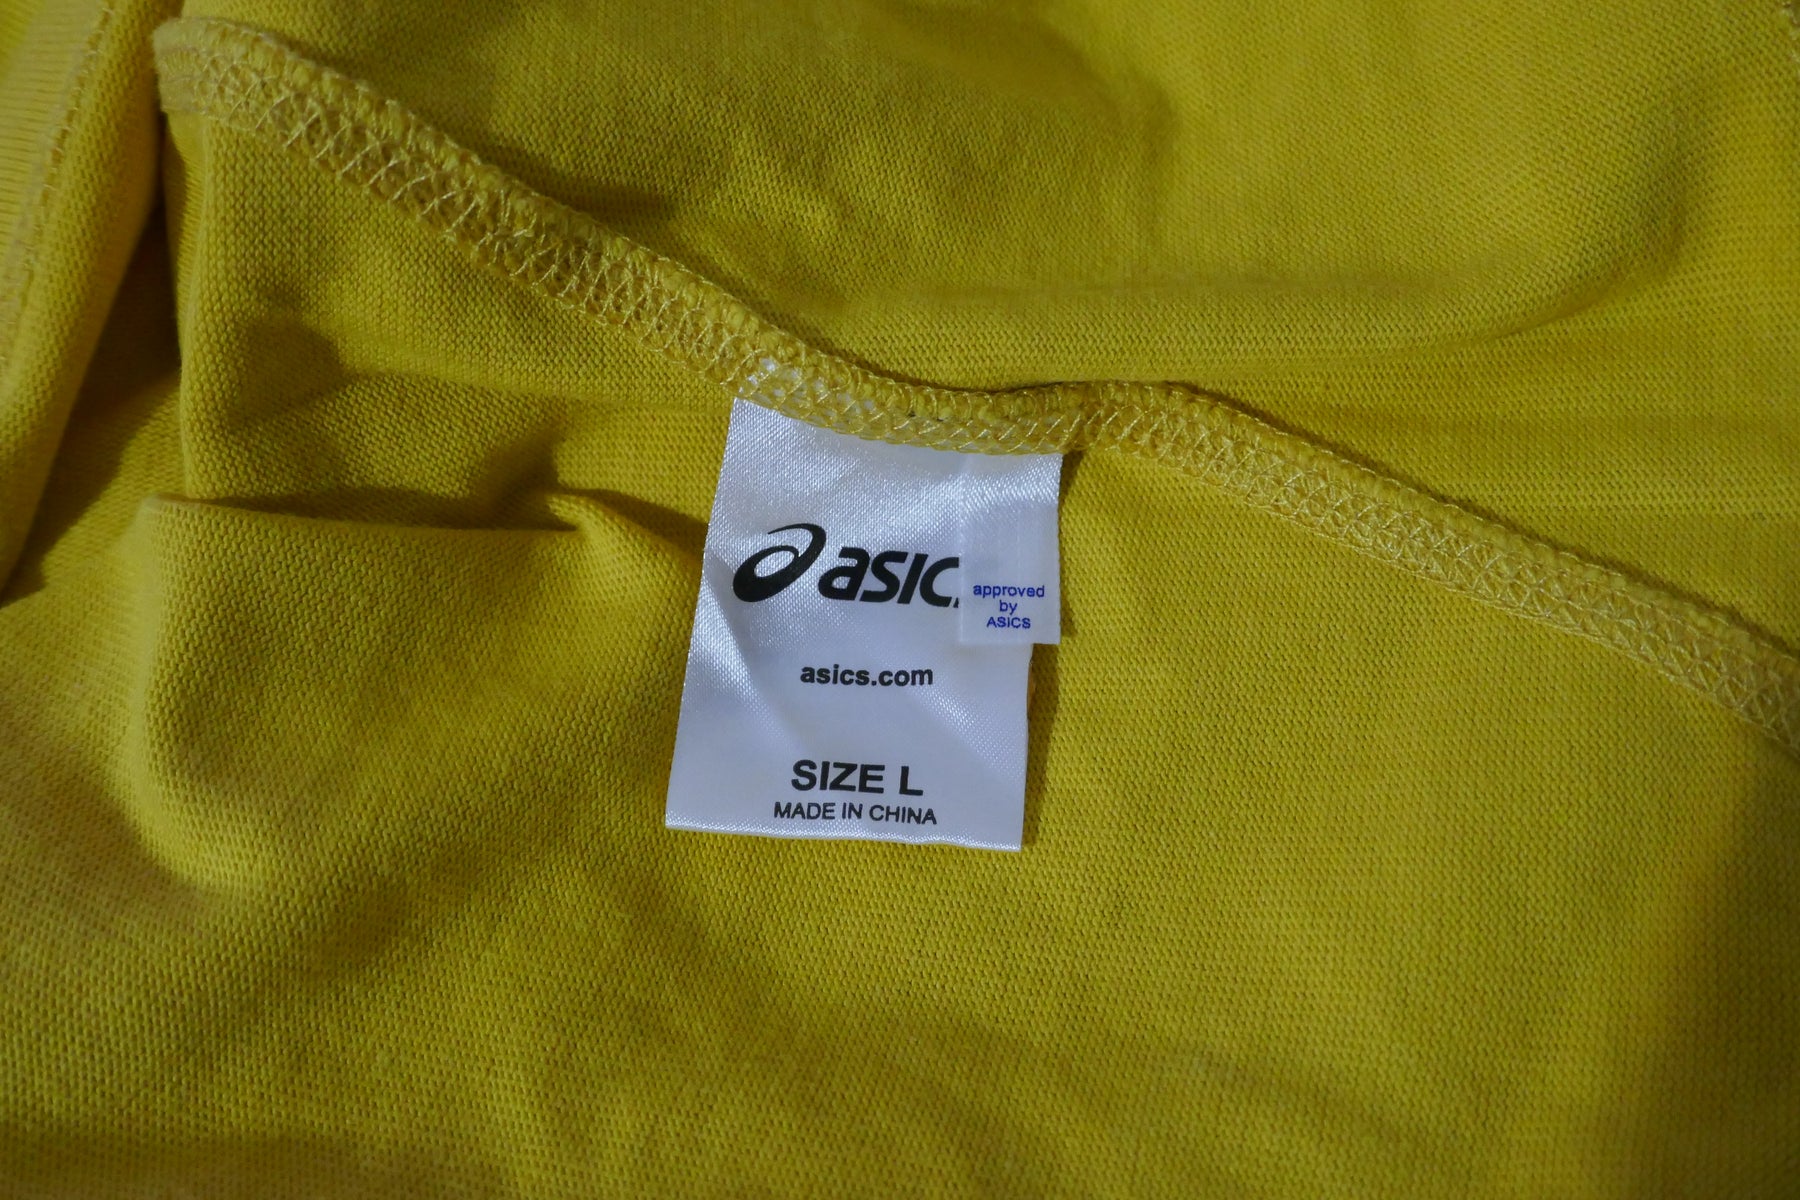 asic
approved
by
ASICS
asics.com
SIZE L
MADE IN CHINA